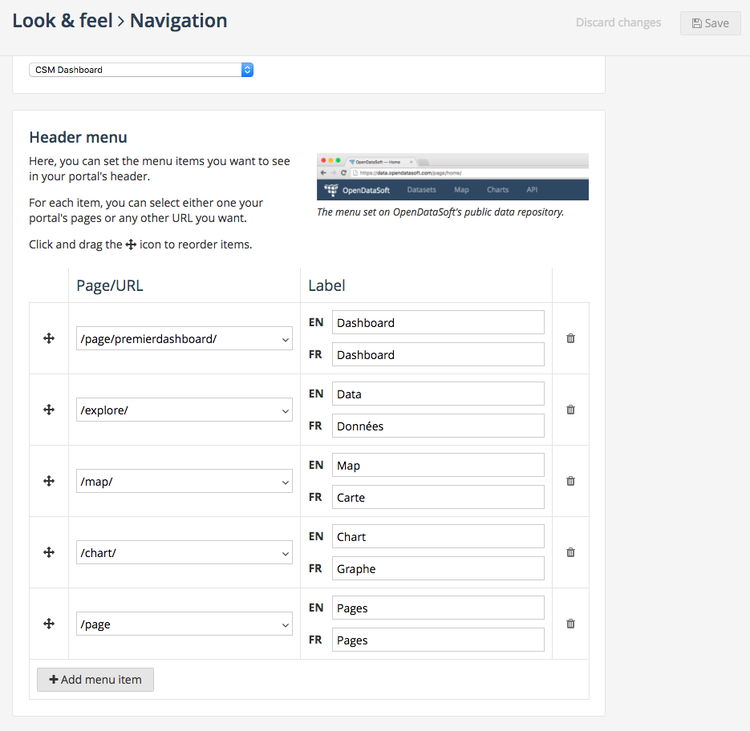 Look & feel › Navigation
Discard changes
Save
CSM Dashboard
Header menu
Here, you can set the menu items you want to see
in your portal's header.
For each item, you can select either one your
portal's pages or any other URL you want.
Click and drag the icon to reorder items.
OpenDataSoft — Home
https://data.opendatasoft.com/page/home/
OpenDataSoft Datasets Map Charts API
The menu set on OpenDataSoft's public data repository.
Page/URL Label
/page/premierdashboard/
EN Dashboard
FR Dashboard
/explore/
EN Data
FR Données
/map/
EN Map
FR Carte
/chart/
EN Chart
FR Graphe
/page
EN Pages
FR Pages
Add menu item